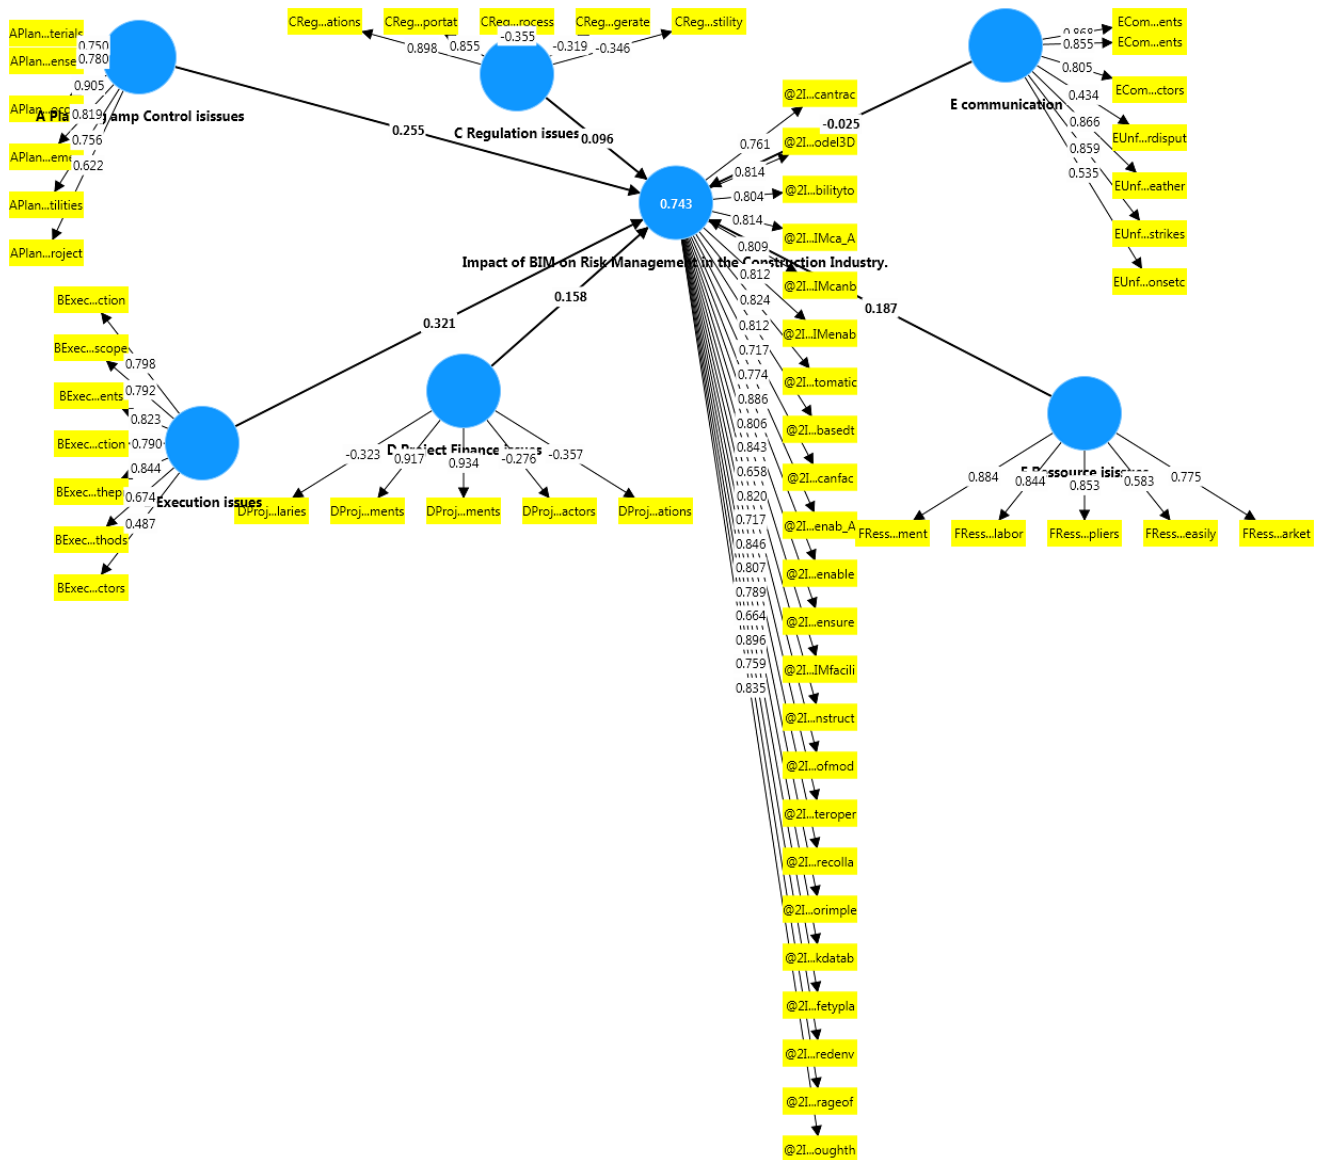 APlan...terials
0.750
APlan...ense
0.780
0.905
0.819
0.756
APlan...eme
0.622
APlan...tilities
APlan...roject
amp Control isissues
CReg...ations
CReg...portat
CReg...rocess
CReg...gerate
CReg...stility
0.898
0.855
-0.355
-0.319
-0.346
C Regulation issues
0.255
0.096
ECom...ents
ECom...ents
ECom...ctors
EUnf...rdisput
EUnf...eather
EUnf...strikes
EUnf...onsetc
0.855
0.805
0.434
0.866
0.859
0.535
E communication
-0.025
0.743
Impact of BIM on Risk Management in the Construction Industry.
0.321
0.158
0.187
BExec...ction
BExec...scope
BExec...ents
BExec...ction
BExec...thepr
BExec...thods
BExec...ctors
0.798
0.792
0.823
0.790
0.844
0.674
0.487
Execution issues
D Project Finance
-0.323
0.917
0.934
-0.276
-0.357
DProj...laries
DProj...ments
DProj...ments
DProj...actors
DProj...ations
0.884
0.844
0.853
0.583
0.775
FRess...ment
FRess...labor
FRess...pliers
FRess...easily
FRess...arket
@2I...cantrac
@2I...odel3D
@2I...bilityto
@2I...IMca_A
@2I...IMcanb
@2I...IMenab
@2I...tomatic
@2I...basedt
@2I...canfac
@2I...enab_A
@2I...enable
@2I...ensure
@2I...IMfacili
@2I...nstruct
@2I...ofmod
@2I...teroper
@2I...recolla
@2I...orimple
@2I...kdatab
@2I...fetypla
@2I...redenv
@2I...rageof
@2I...oughth
0.761
0.814
0.804
0.814
0.809
0.812
0.824
0.812
0.717
0.774
0.886
0.806
0.843
0.658
0.820
0.717
0.846
0.807
0.789
0.664
0.896
0.759
0.835